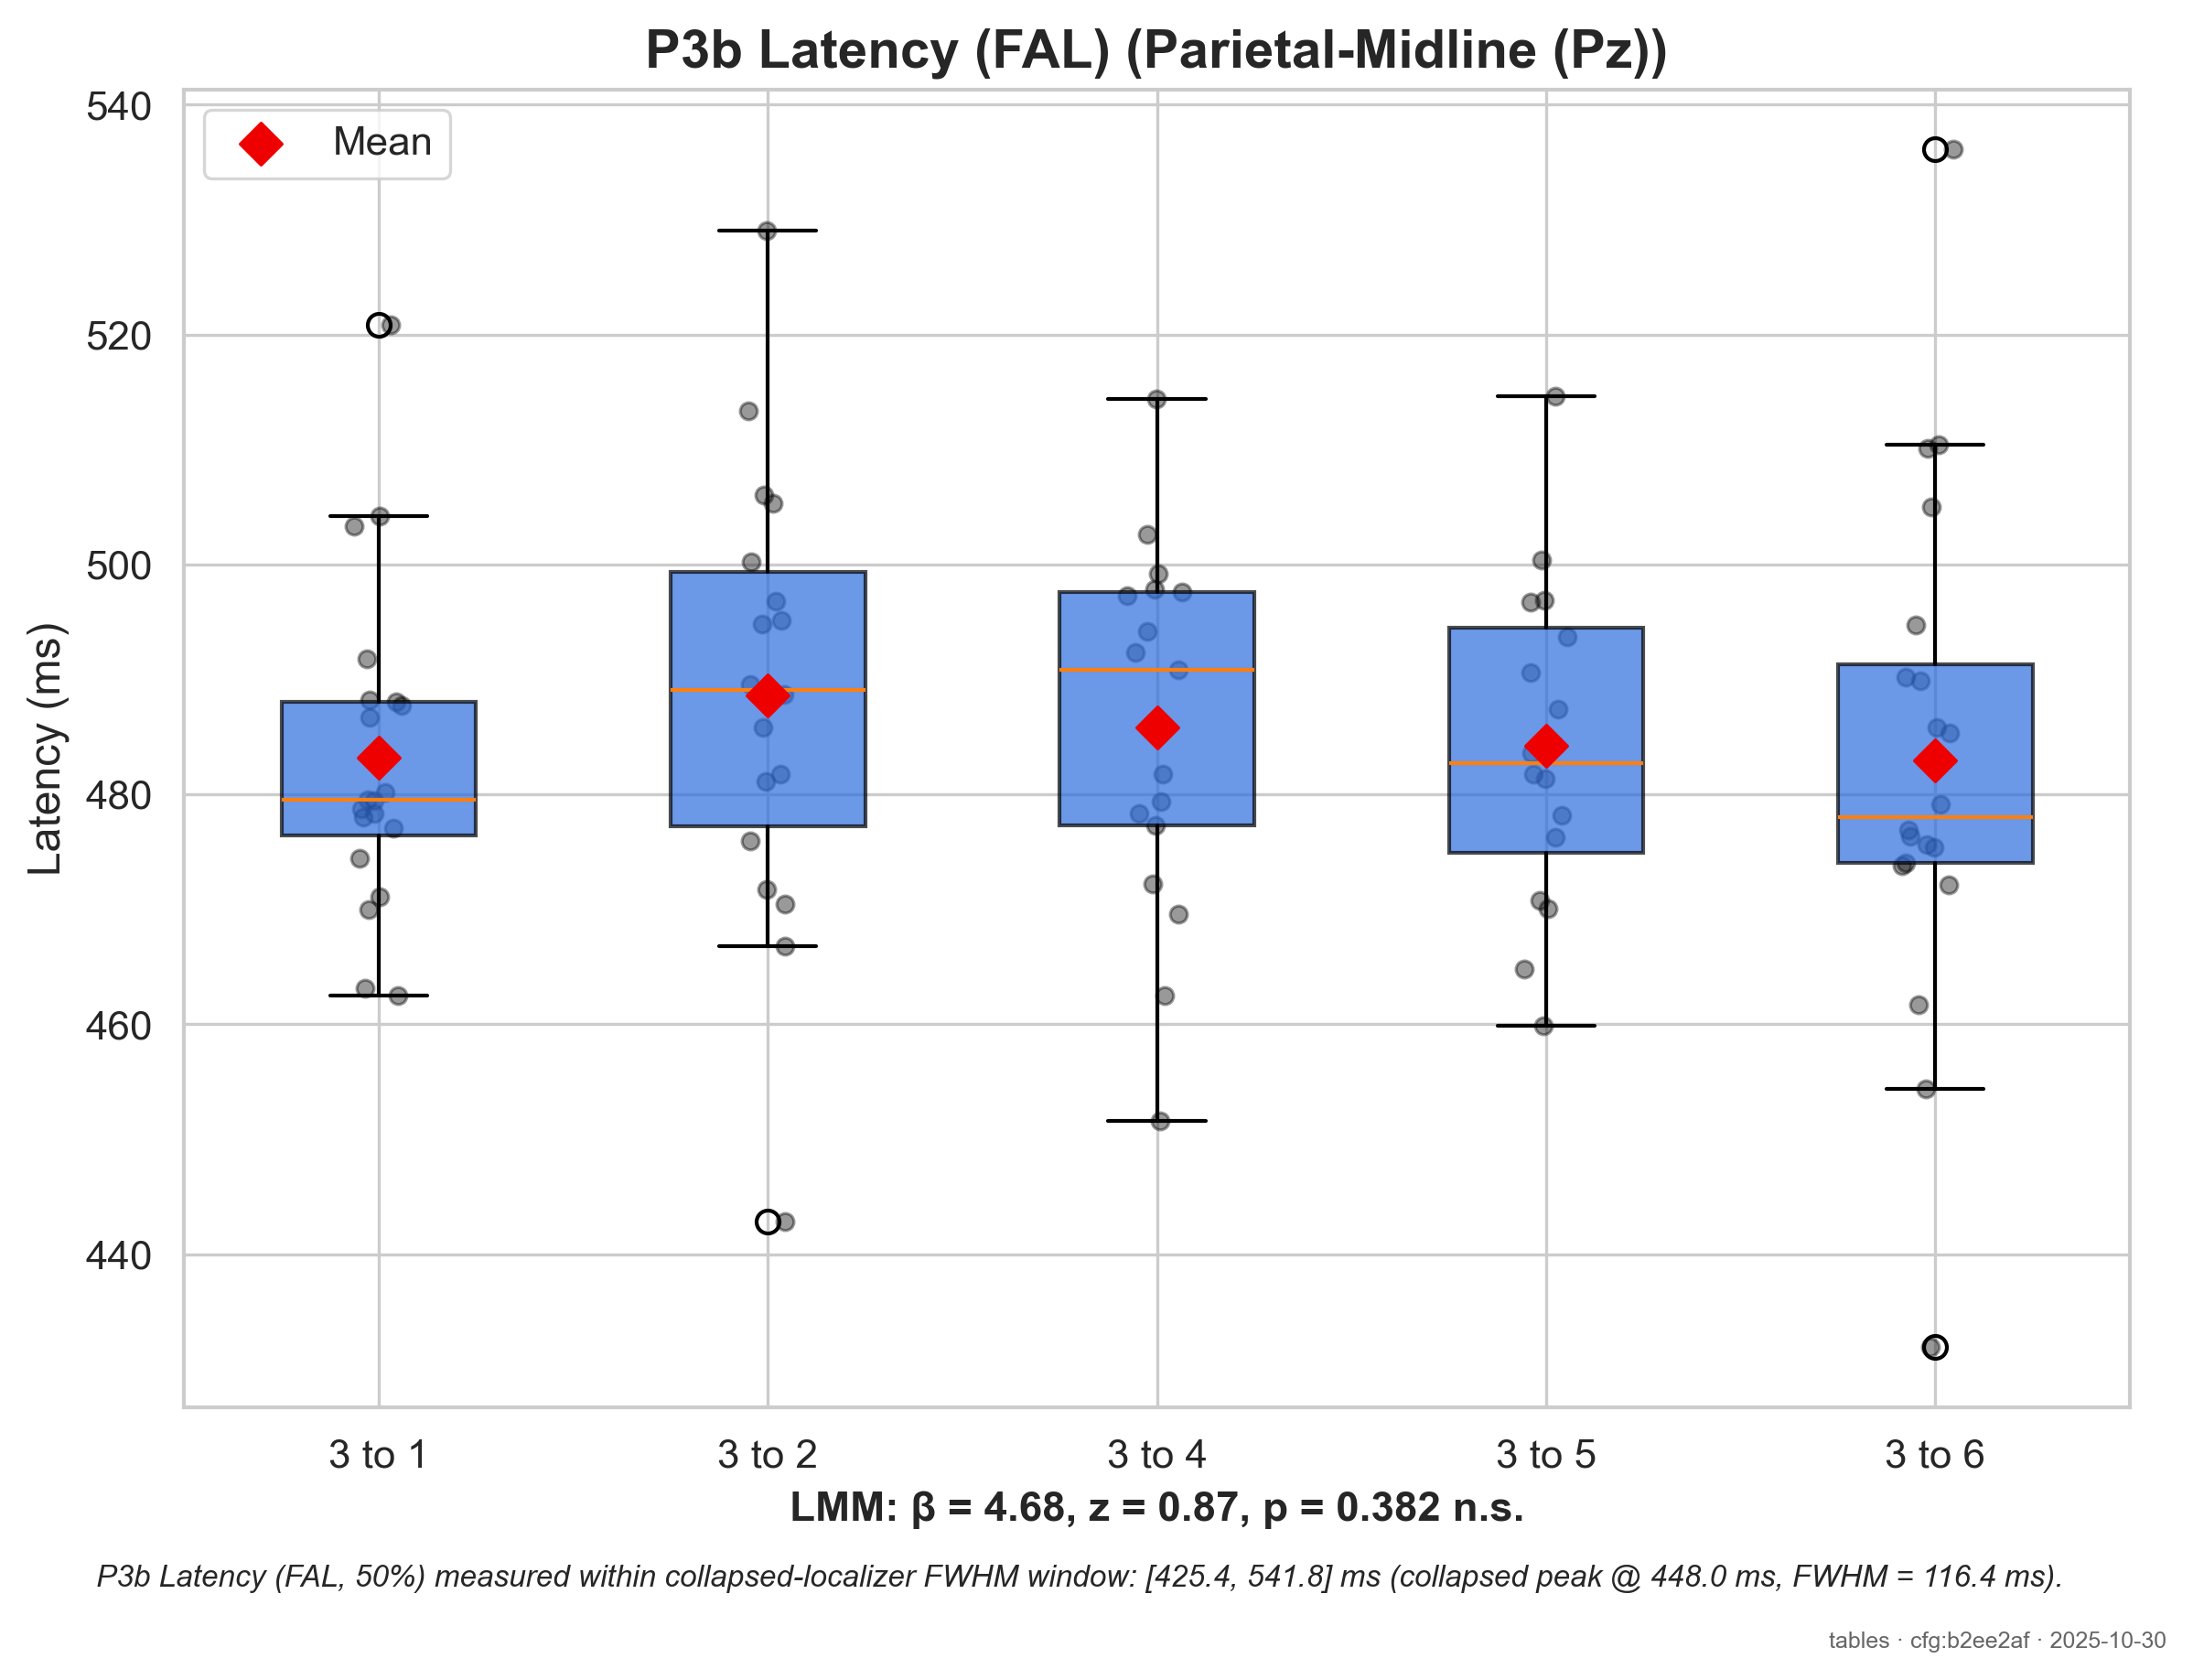 P3b Latency (FAL) (Parietal-Midline (Pz))
Mean
Latency (ms)
540
520
500
480
460
440
3 to 1 3 to 2 3 to 4 3 to 5 3 to 6
LMM: β = 4.68, z = 0.87, p = 0.382 n.s.
P3b Latency (FAL, 50%) measured within collapsed-localizer FWHM window: [425.4, 541.8] ms (collapsed peak @ 448.0 ms, FWHM = 116.4 ms).
tables · cfg:b2ee2af · 2025-10-30